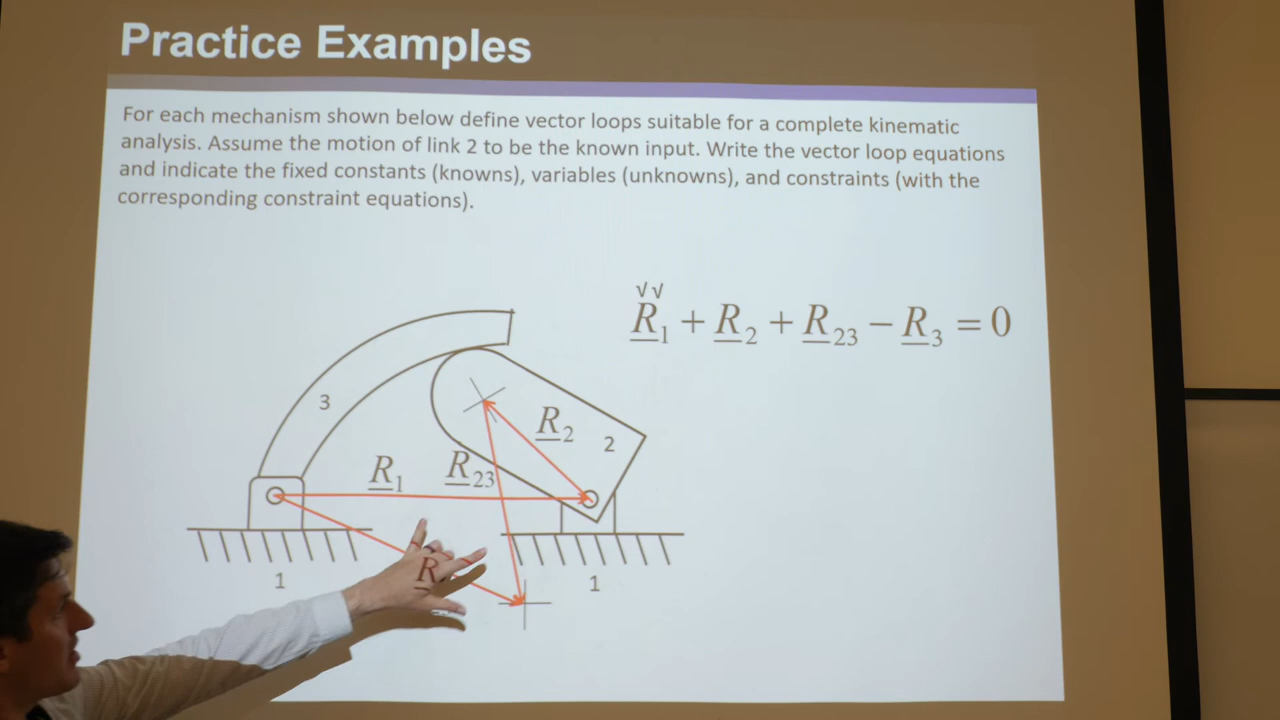 Practice Examples
For each mechanism shown below define vector loops suitable for a complete kinematic
analysis. Assume the motion of link 2 to be the known input. Write the vector loop equations
and indicate the fixed constants (knowns), variables (unknowns), and constraints (with the
corresponding constraint equations).
√√
R1 + R2 + R23 − R3 = 0
3
R2
2
R1
R23
R
1
1